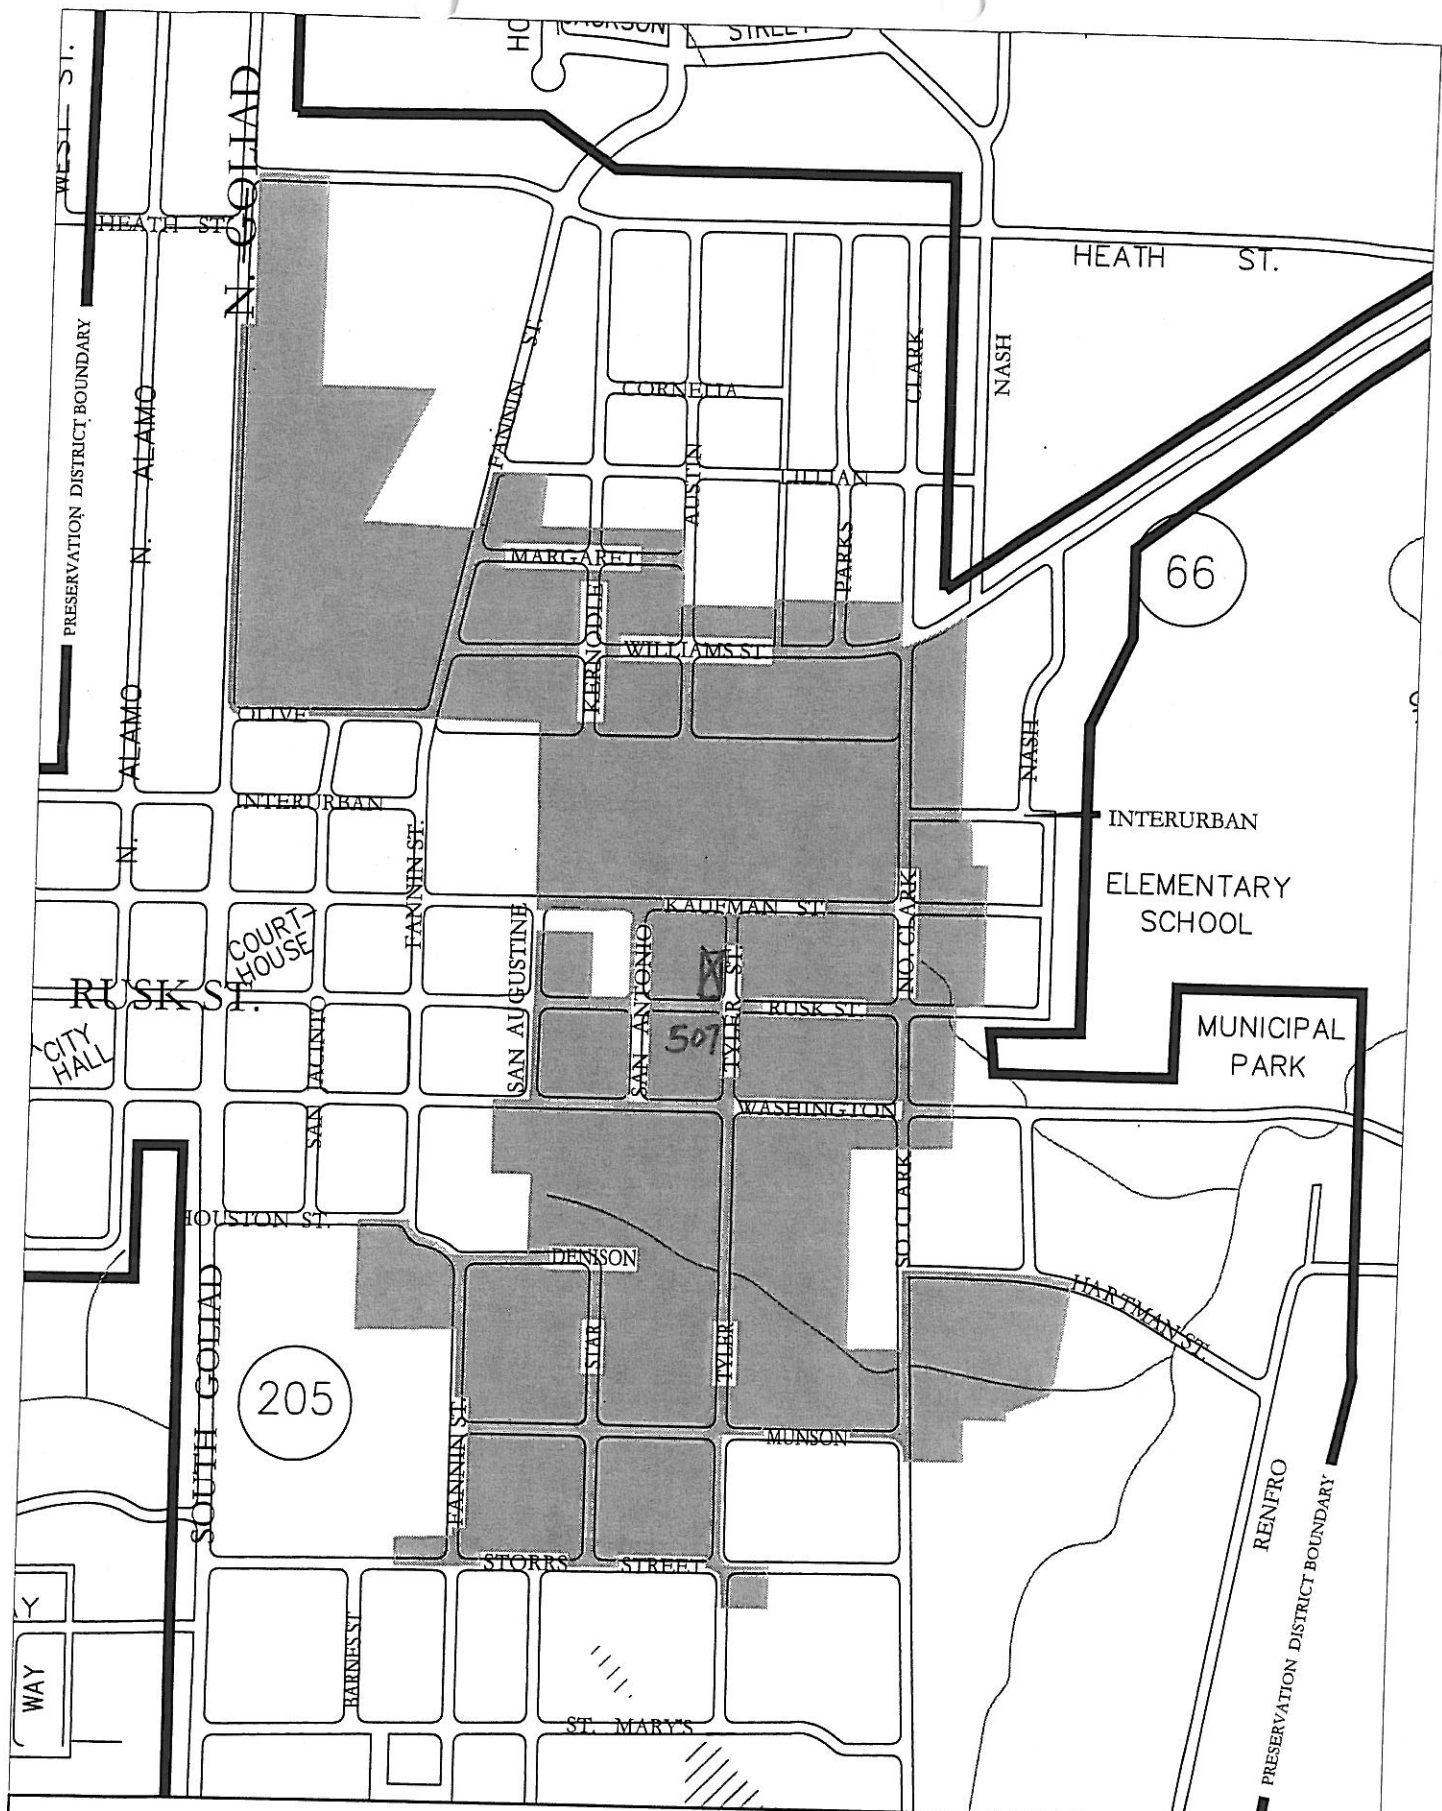 HO
JACKSON STREET
WEST ST.
N. GOLIAD
HEATH ST.
HEATH ST.
PRESERVATION DISTRICT BOUNDARY
N. ALAMO
FANNIN ST.
CORNELIA
CLARK
NASH
AUSTIN
LILLIAN
PARKS
MARGARET
66
KERNODLE
WILLIAMS ST.
OLIVE
N. ALAMO
NASH
INTERURBAN
INTERURBAN
FANNIN ST.
ELEMENTARY
SCHOOL
KAUFMAN ST.
NO CLARK
COURT-
HOUSE
SAN AUGUSTINE
SAN ANTONIO
TYLER ST.
RUSK ST.
RUSK ST.
CITY
HALL
SAN JACINTO
507
TYLER
MUNICIPAL
PARK
WASHINGTON
SO CLARK
HOUSTON ST.
DENISON
HARTMAN ST.
SOUTH GOLIAD
STAR
TYLER
205
FANNIN ST.
MUNSON
RENFRO
PRESERVATION DISTRICT BOUNDARY
STORRS STREET
WAY
BARNES ST
ST. MARY'S